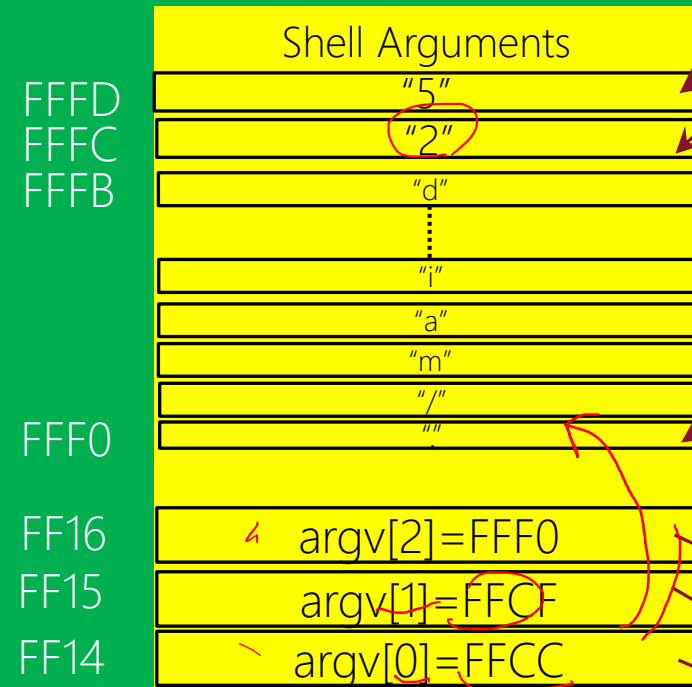 Shell Arguments
FFFD "5"
FFFC "2"
FFFB "d"
"i"
"a"
"m"
"/"
FFF0 "."
FF16 argv[2]=FFF0
FF15 argv[1]=FFCF
FF14 argv[0]=FFCC